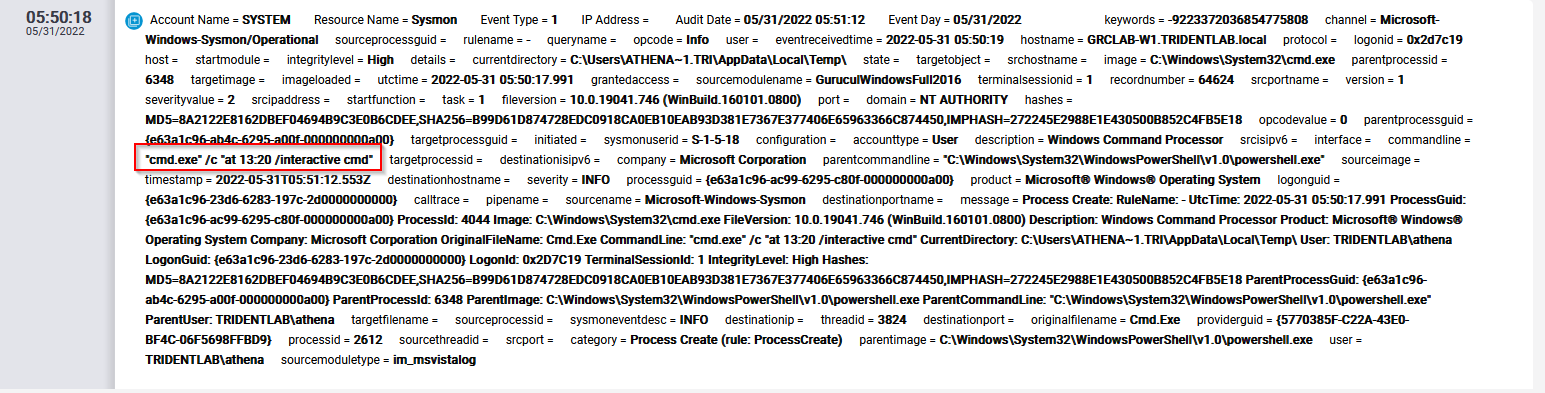 05:50:18
05/31/2022
Account Name = SYSTEM Resource Name = Sysmon Event Type = 1 IP Address = Audit Date = 05/31/2022 05:51:12 Event Day = 05/31/2022 keywords = -9223372036854775808 channel = Microsoft-
Windows-Sysmon/Operational sourceprocessguid = rulename = - queryname = opcode = Info user = eventreceivedtime = 2022-05-31 05:50:19 hostname = GRCLAB-W1.TRIDENTLAB.local protocol = logonid = 0x2d7c19
host = startmodule = integritylevel = High details = currentdirectory = C:\Users\ATHENA~1.TRI\AppData\Local\Temp\ state = targetobject = srchostname = image = C:\Windows\System32\cmd.exe parentprocessid =
6348 targetimage = imageloaded = utctime = 2022-05-31 05:50:17.991 grantedaccess = sourcemodulename = GuruculWindowsFull2016 terminalsessionid = 1 recordnumber = 64624 srcportname = version = 1
severityvalue = 2 srcipaddress = startfunction = task = 1 fileversion = 10.0.19041.746 (WinBuild.160101.0800) port = domain = NT AUTHORITY hashes =
MD5=8A2122E8162DBEF04694B9C3E0B6CDEE,SHA256=B99D61D874728EDC0918CA0EB10EAB93D381E7367E377406E65963366C874450,IMPHASH=272245E2988E1E430500B852C4FB5E18 opcodevalue = 0 parentprocessguid =
{e63a1c96-ab4c-6295-a00f-000000000a00} targetprocessguid = initiated = sysmonuserid = S-1-5-18 configuration = accounttype = User description = Windows Command Processor srcisipv6 = interface = commandline =
"cmd.exe" /c "at 13:20 /interactive cmd" targetprocessid = destinationisipv6 = company = Microsoft Corporation parentcommandline = "C:\Windows\System32\WindowsPowerShell\v1.0\powershell.exe" sourceimage =
timestamp = 2022-05-31T05:51:12.553Z destinationhostname = severity = INFO processguid = {e63a1c96-ac99-6295-c80f-000000000a00} product = Microsoft® Windows® Operating System logonguid =
{e63a1c96-23d6-6283-197c-2d0000000000} calltrace = pipename = sourcename = Microsoft-Windows-Sysmon destinationportname = message = Process Create: RuleName: - UtcTime: 2022-05-31 05:50:17.991 ProcessGuid:
{e63a1c96-ac99-6295-c80f-000000000a00} ProcessId: 4044 Image: C:\Windows\System32\cmd.exe FileVersion: 10.0.19041.746 (WinBuild.160101.0800) Description: Windows Command Processor Product: Microsoft® Windows®
Operating System Company: Microsoft Corporation OriginalFileName: Cmd.Exe CommandLine: "cmd.exe" /c "at 13:20 /interactive cmd" CurrentDirectory: C:\Users\ATHENA~1.TRI\AppData\Local\Temp\ User: TRIDENTLAB\athena
LogonGuid: {e63a1c96-23d6-6283-197c-2d0000000000} LogonId: 0x2D7C19 TerminalSessionId: 1 IntegrityLevel: High Hashes:
MD5=8A2122E8162DBEF04694B9C3E0B6CDEE,SHA256=B99D61D874728EDC0918CA0EB10EAB93D381E7367E377406E65963366C874450,IMPHASH=272245E2988E1E430500B852C4FB5E18 ParentProcessGuid: {e63a1c96-
ab4c-6295-a00f-000000000a00} ParentProcessId: 6348 ParentImage: C:\Windows\System32\WindowsPowerShell\v1.0\powershell.exe ParentCommandLine: "C:\Windows\System32\WindowsPowerShell\v1.0\powershell.exe"
ParentUser: TRIDENTLAB\athena targetfilename = sourceprocessid = sysmoneventdesc = INFO destinationip = threadid = 3824 destinationport = originalfilename = Cmd.Exe providerguid = {5770385F-C22A-43E0-
BF4C-06F5698FFBD9} processid = 2612 sourcethreadid = srcport = category = Process Create (rule: ProcessCreate) parentimage = C:\Windows\System32\WindowsPowerShell\v1.0\powershell.exe user =
TRIDENTLAB\athena sourcemoduletype = im_msvistalog